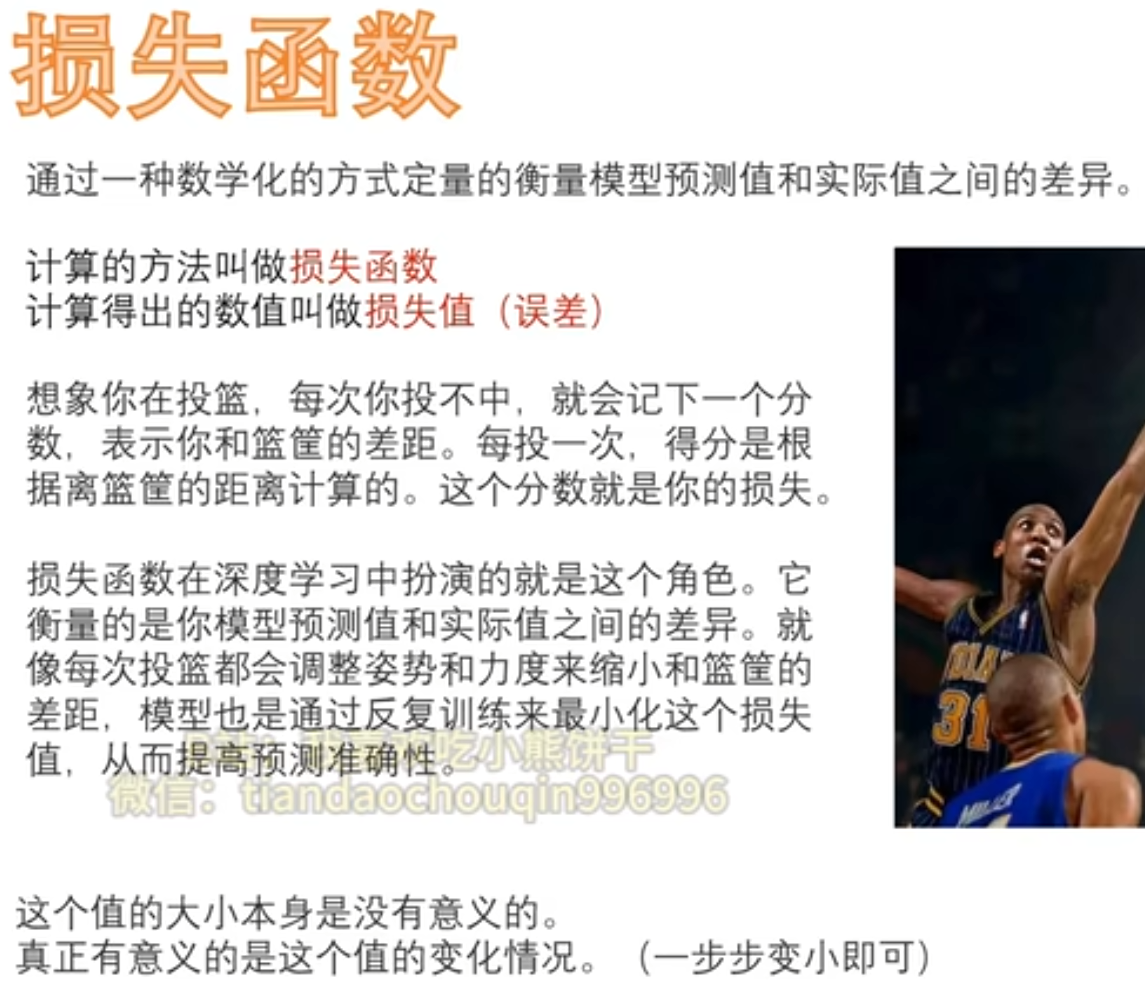 损失函数
通过一种数学化的方式定量的衡量模型预测值和实际值之间的差异。
计算的方法叫做损失函数
计算得出的数值叫做损失值（误差）
想象你在投篮，每次你投不中，就会记下一个分
数，表示你和篮筐的差距。每投一次，得分是根
据离篮筐的距离计算的。这个分数就是你的损失。
损失函数在深度学习中扮演的就是这个角色。它
衡量的是你模型预测值和实际值之间的差异。就
像每次投篮都会调整姿势和力度来缩小和篮筐的
差距，模型也是通过反复训练来最小化这个损失
值，从而提高预测准确性。
吃小熊饼干
微信：tiandaochouqin996996
31
这个值的大小本身是没有意义的。
真正有意义的是这个值的变化情况。（一步步变小即可）